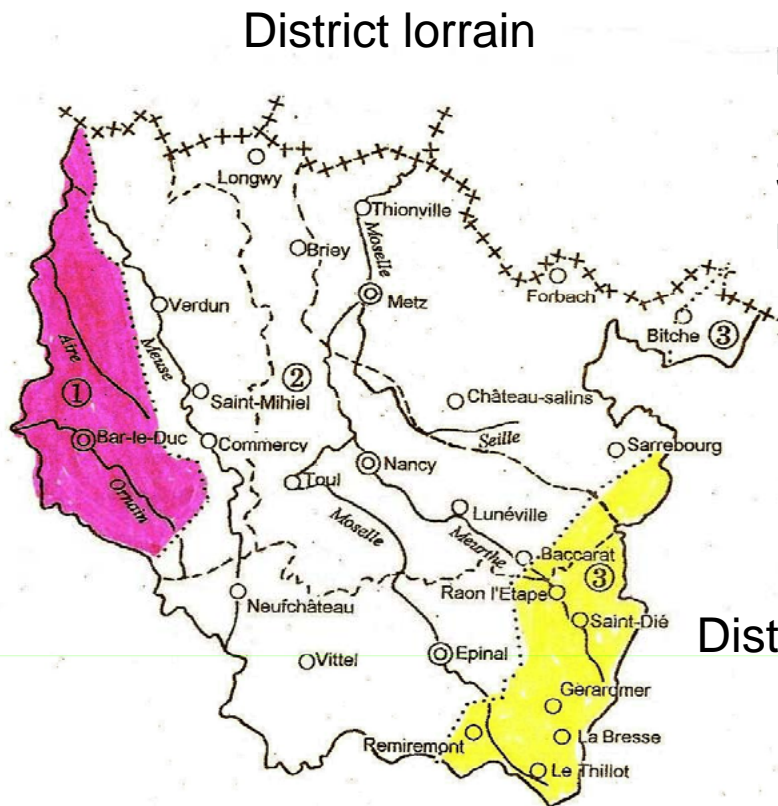 District lorrain
Longwy
Thionville
Briey
Moselle
Metz
Forbach
Bitche
③
Verdun
Meuse
Aire
①
②
Saint-Mihiel
Château-salins
Seille
Bar-le-Duc
Commercy
Nancy
Sarrebourg
Ornain
Toul
Moselle
Lunéville
Meurthe
Baccarat
③
Neufchâteau
Raon l'Etape
Saint-Dié
Vittel
Epinal
Dist
Gérardmer
Remiremont
La Bresse
Le Thillot